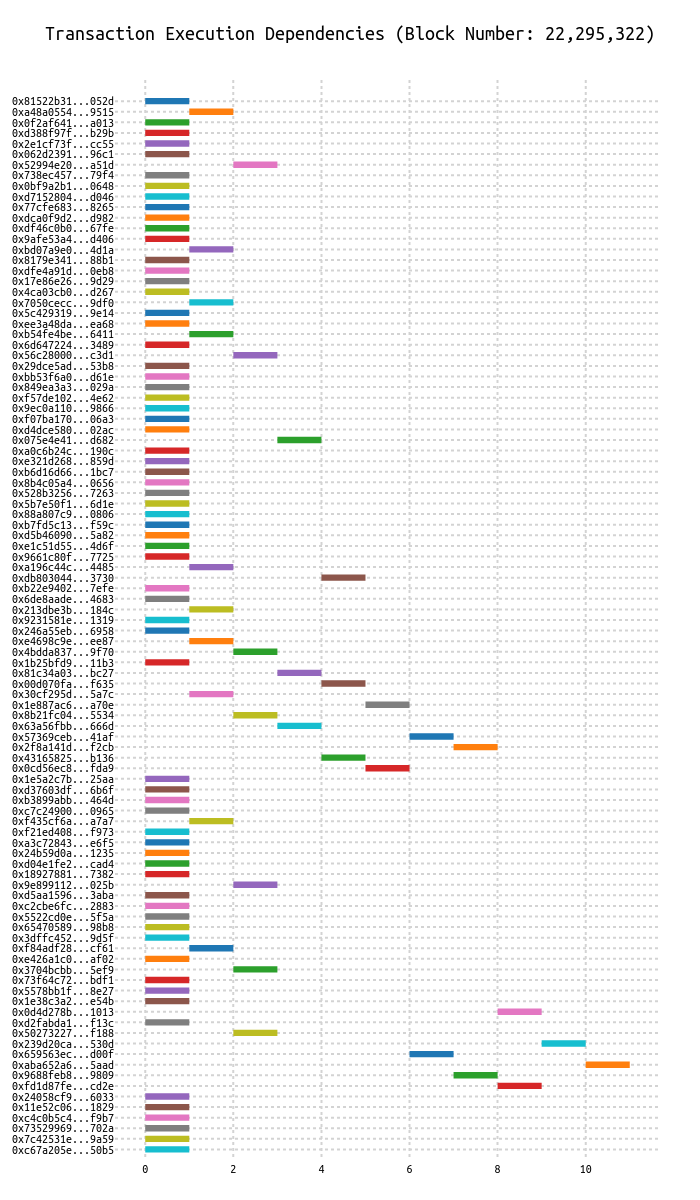 Transaction Execution Dependencies (Block Number: 22,295,322)
0x81522b31...052d
0xa48a0554...9515
0x0f2af641...a013
0xd388f97f...b29b
0x2e1cf73f...cc55
0x062d2391...96c1
0x52994e20...a51d
0x738ec457...79f4
0x0bf9a2b1...0648
0xd7152804...d046
0x77cfe683...8265
0xdca0f9d2...d982
0xdf46c0b0...67fe
0x9afe53a4...d406
0xbd07a9e0...4d1a
0x8179e341...88b1
0xdfe4a91d...0eb8
0x17e86e26...9d29
0x4ca03cb0...d267
0x7050cecc...9df0
0x5c429319...9e14
0xee3a48da...ea68
0xb54fe4be...6411
0x6d647224...3489
0x56c28000...c3d1
0x29dce5ad...53b8
0xbb53f6a0...d61e
0x849ea3a3...029a
0xf57de102...4e62
0x9ec0a110...9866
0xf07ba170...06a3
0xd4dce580...02ac
0x075e4e41...d682
0xa0c6b24c...190c
0xe321d268...859d
0xb6d16d66...1bc7
0x8b4c05a4...0656
0x528b3256...7263
0x5b7e50f1...6d1e
0x88a807c9...0806
0xb7fd5c13...f59c
0xd5b46090...5a82
0xe1c51d55...4d6f
0x9661c80f...7725
0xa196c44c...4485
0xdb803044...3730
0xb22e9402...7efe
0x6de8aade...4683
0x213dbe3b...184c
0x9231581e...1319
0x246a55eb...6958
0xe4698c9e...ee87
0x4bdda837...9f70
0x1b25bfd9...11b3
0x81c34a03...bc27
0x00d070fa...f635
0x30cf295d...5a7c
0x1e887ac6...a70e
0x8b21fc04...5534
0x63a56fbb...666d
0x57369ceb...41af
0x2f8a141d...f2cb
0x43165825...b136
0x0cd56ec8...fda9
0x1e5a2c7b...25aa
0xd37603df...6b6f
0xb3899abb...464d
0xc7c24900...0965
0xf435cf6a...a7a7
0xf21ed408...f973
0xa3c72843...e6f5
0x24b59d0a...1235
0xd04e1fe2...cad4
0x18927881...7382
0x9e899112...025b
0xd5aa1596...3aba
0xc2cbe6fc...2883
0x5522cd0e...5f5a
0x65470589...98b8
0x3dffc452...9d5f
0xf84adf28...cf61
0xe426a1c0...af02
0x3704bcbb...5ef9
0x73f64c72...bdf1
0x5578bb1f...8e27
0x1e38c3a2...e54b
0x0d4d278b...1013
0xd2fabda1...f13c
0x50273227...f188
0x239d20ca...530d
0x659563ec...d00f
0xaba652a6...5aad
0x9688feb8...9809
0xfd1d87fe...cd2e
0x24058cf9...6033
0x11e52c06...1829
0xc4c0b5c4...f9b7
0x73529969...702a
0x7c42531e...9a59
0xc67a205e...50b5
0 2 4 6 8 10